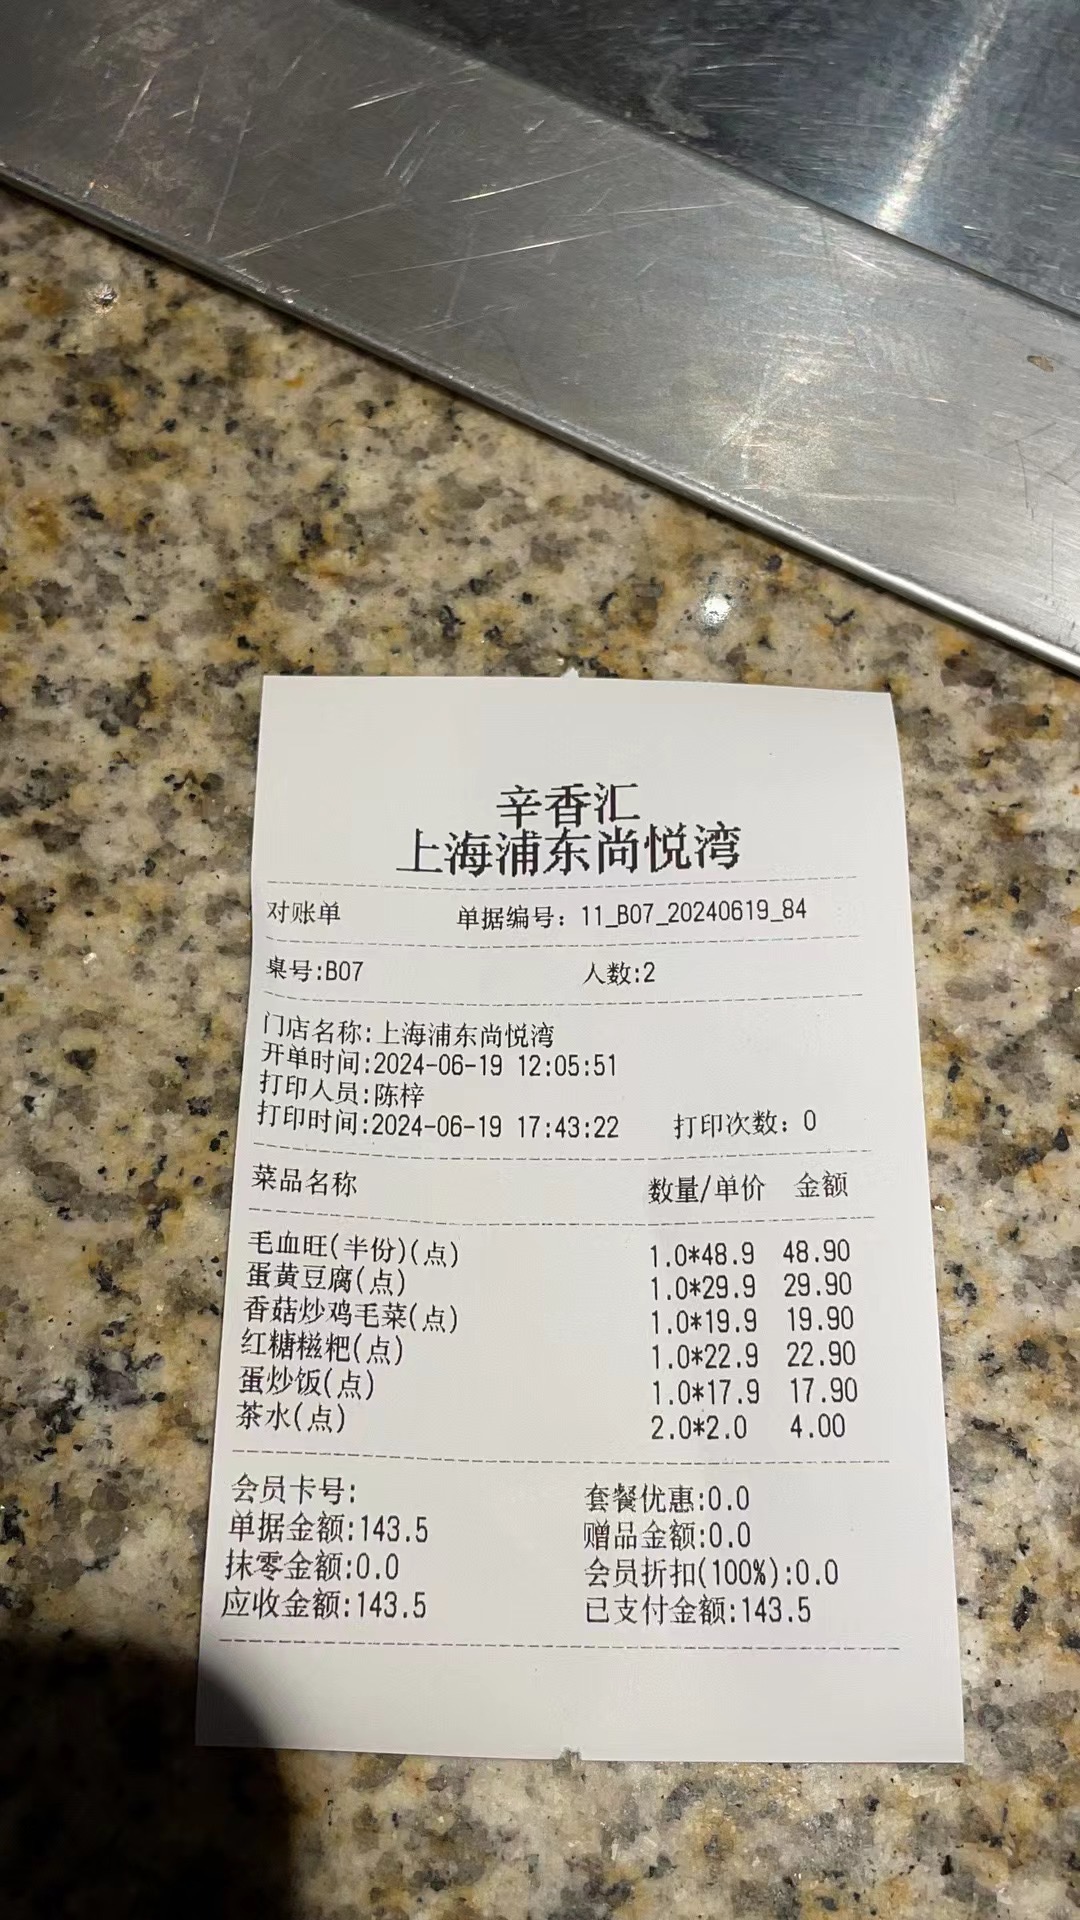 辛香汇
上海浦东尚悦湾
对账单 单据编号：11_B07_20240619_84
桌号:B07 人数:2
门店名称:上海浦东尚悦湾
开单时间:2024-06-19 12:05:51
打印人员:陈梓
打印时间:2024-06-19 17:43:22 打印次数：0
菜品名称 数量/单价 金额
毛血旺(半份)(点) 1.0*48.9 48.90
蛋黄豆腐(点) 1.0*29.9 29.90
香菇炒鸡毛菜(点) 1.0*19.9 19.90
红糖糍粑(点) 1.0*22.9 22.90
蛋炒饭(点) 1.0*17.9 17.90
茶水(点) 2.0*2.0 4.00
会员卡号: 套餐优惠:0.0
单据金额:143.5 赠品金额:0.0
抹零金额:0.0 会员折扣(100%):0.0
应收金额:143.5 已支付金额:143.5